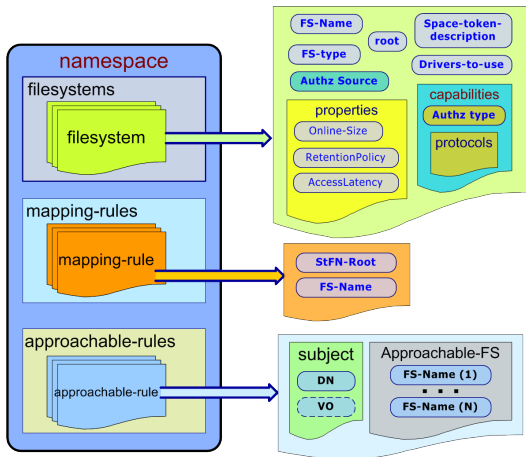 namespace
filesystems
filesystem
mapping-rules
mapping-rule
approachable-rules
approachable-rule
FS-Name
root
Space-token-
description
FS-type
Drivers-to-use
Authz Source
properties
Online-Size
RetentionPolicy
AccessLatency
capabilities
Authz type
protocols
StFN-Root
FS-Name
subject
DN
VO
Approachable-FS
FS-Name (1)
. . .
FS-Name (N)